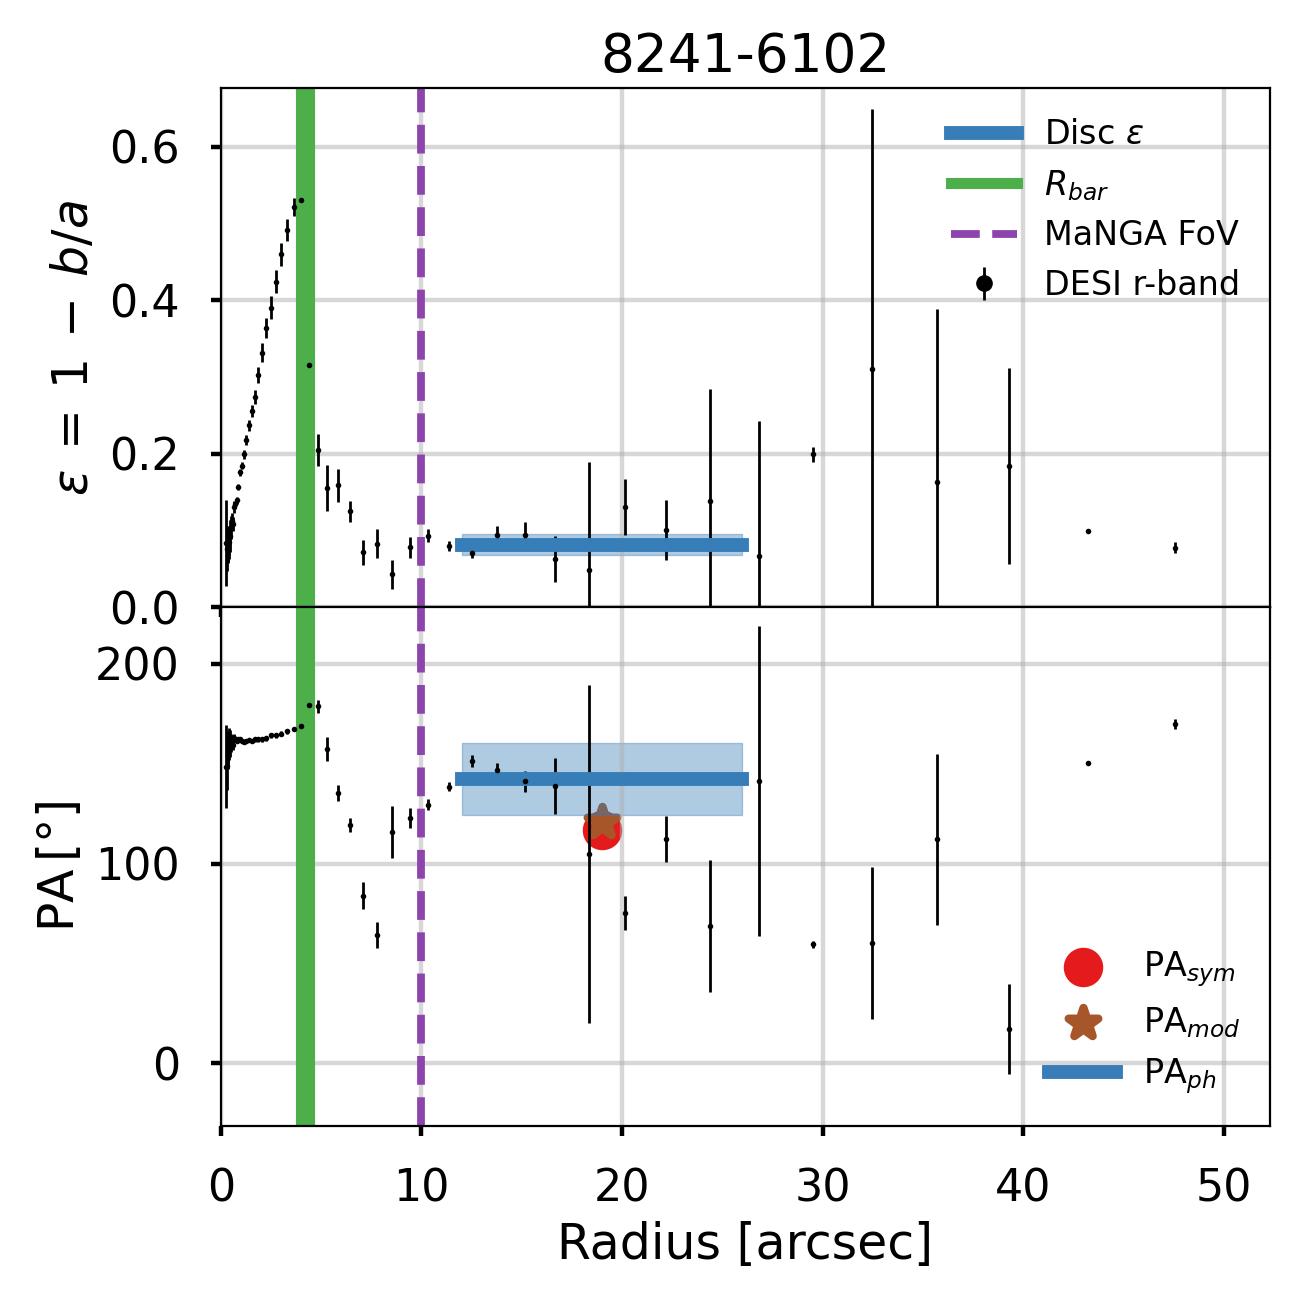 8241-6102
ε = 1 − b/a
0.6
0.4
0.2
0.0
Disc ε
R_bar
MaNGA FoV
DESI r-band
PA [°]
200
100
0
PA_sym
PA_mod
PA_ph
0 10 20 30 40 50
Radius [arcsec]